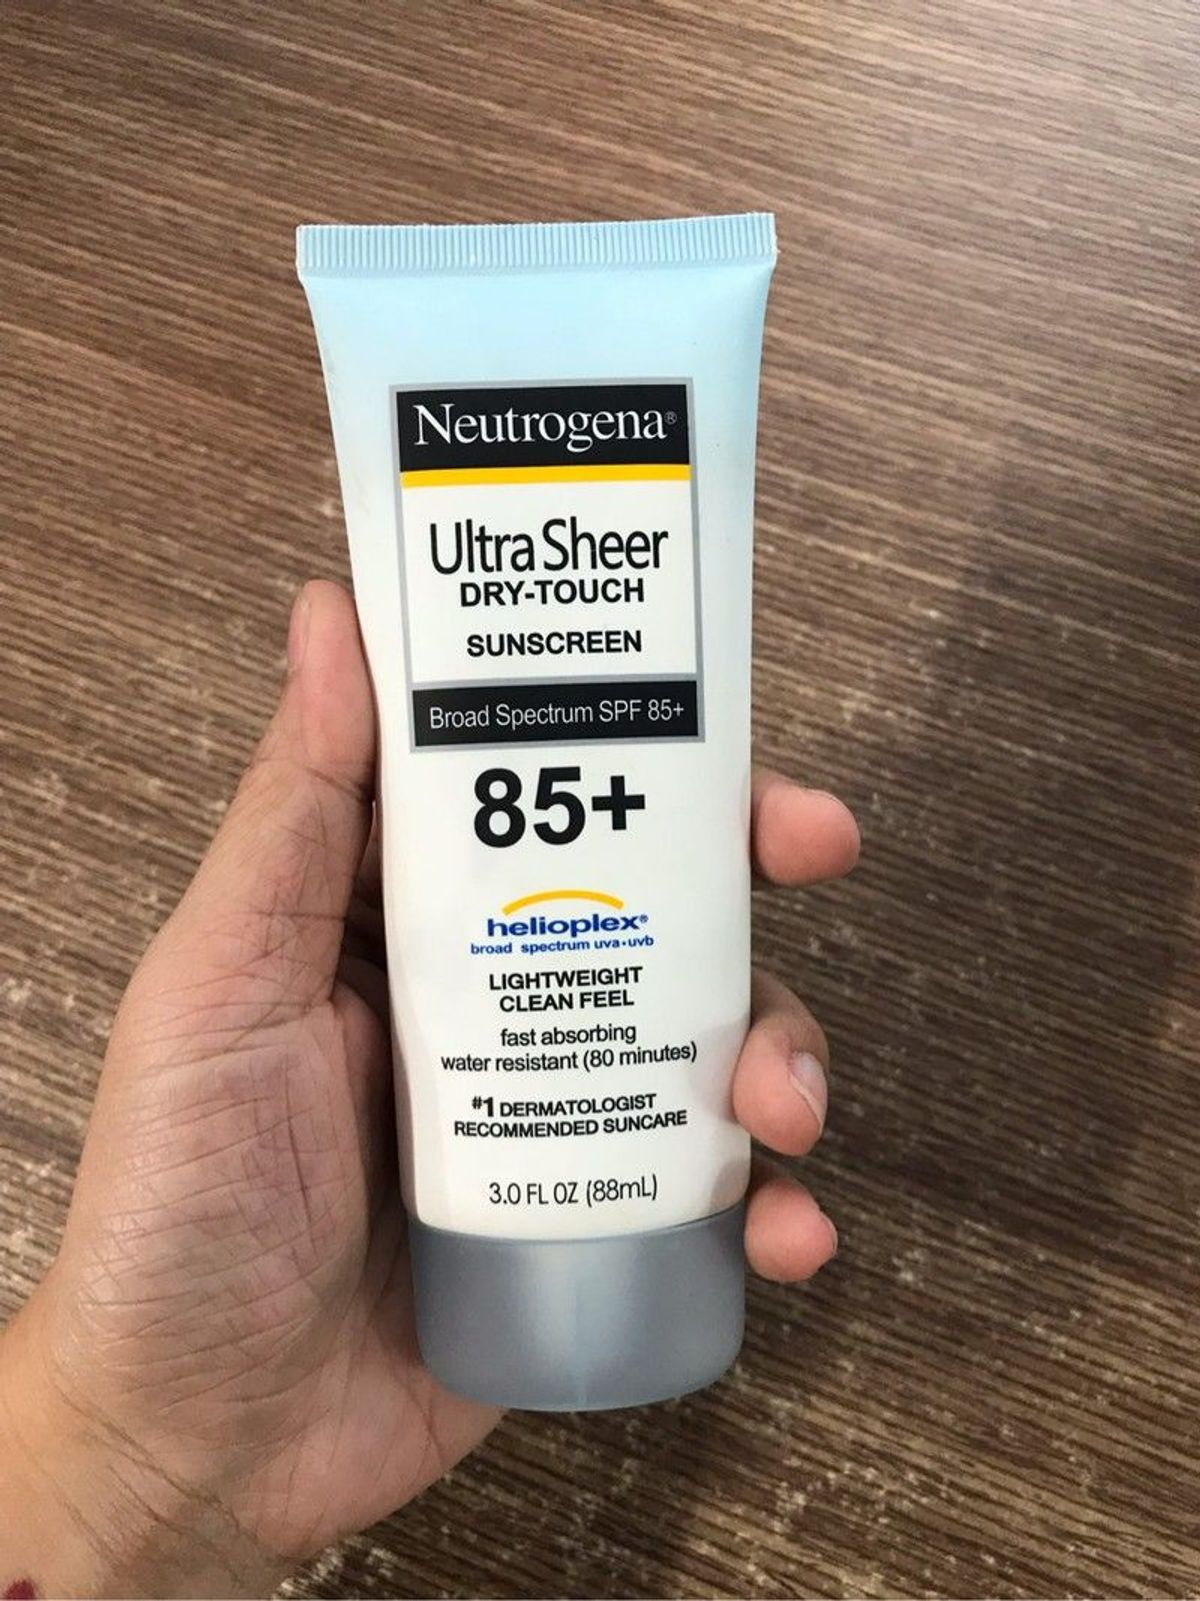 Neutrogena®
Ultra Sheer
DRY-TOUCH
SUNSCREEN
Broad Spectrum SPF 85+
85+
helioplex®
broad spectrum uva•uvb
LIGHTWEIGHT
CLEAN FEEL
fast absorbing
water resistant (80 minutes)
#1 DERMATOLOGIST
RECOMMENDED SUNCARE
3.0 FL OZ (88mL)